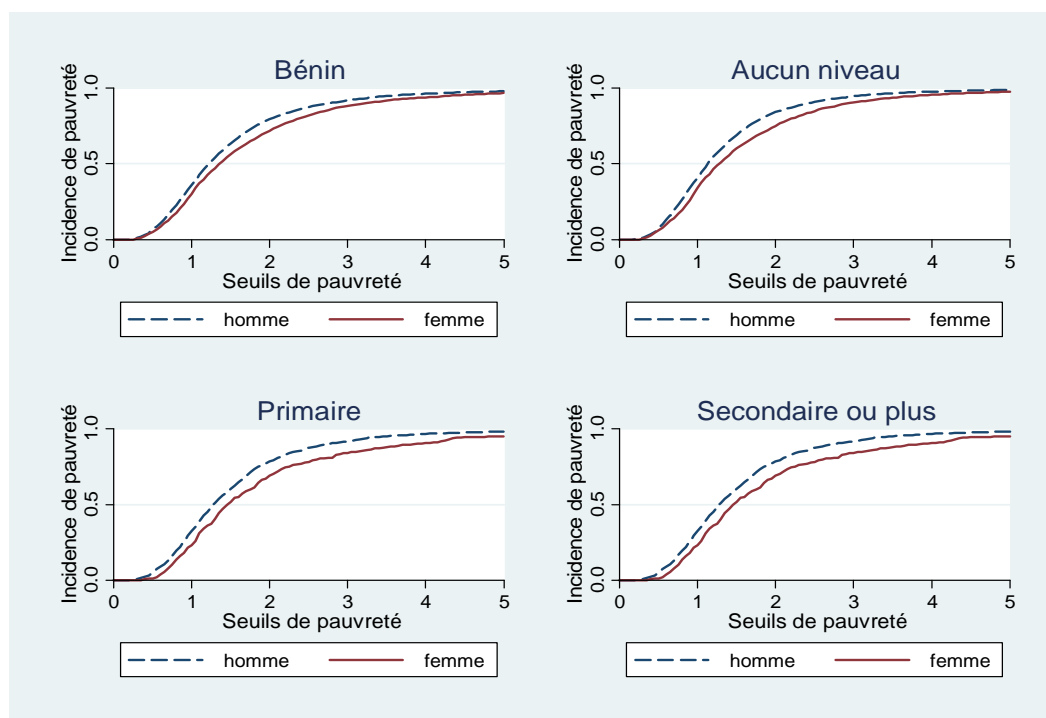 Bénin
Incidence de pauvreté
0.0 0.5 1.0
0 1 2 3 4 5
Seuils de pauvreté
homme femme
Aucun niveau
Incidence de pauvreté
0.0 0.5 1.0
0 1 2 3 4 5
Seuils de pauvreté
homme femme
Primaire
Incidence de pauvreté
0.0 0.5 1.0
0 1 2 3 4 5
Seuils de pauvreté
homme femme
Secondaire ou plus
Incidence de pauvreté
0.0 0.5 1.0
0 1 2 3 4 5
Seuils de pauvreté
homme femme